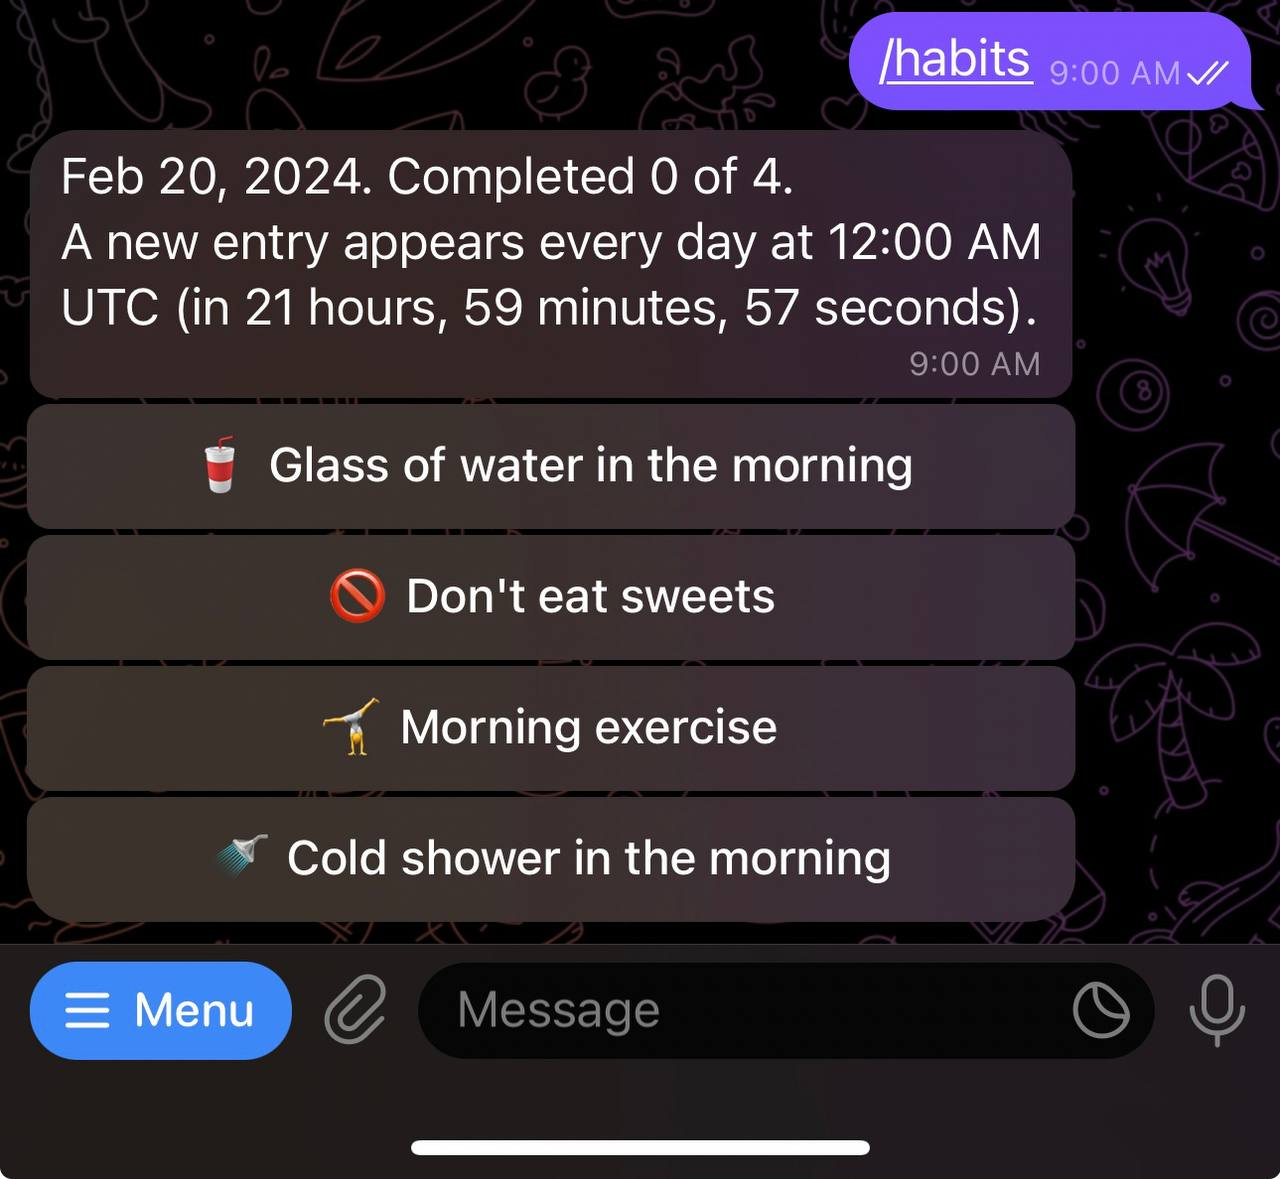 /habits 9:00 AM
Feb 20, 2024. Completed 0 of 4.
A new entry appears every day at 12:00 AM
UTC (in 21 hours, 59 minutes, 57 seconds).
9:00 AM
Glass of water in the morning
Don't eat sweets
Morning exercise
Cold shower in the morning
Menu Message